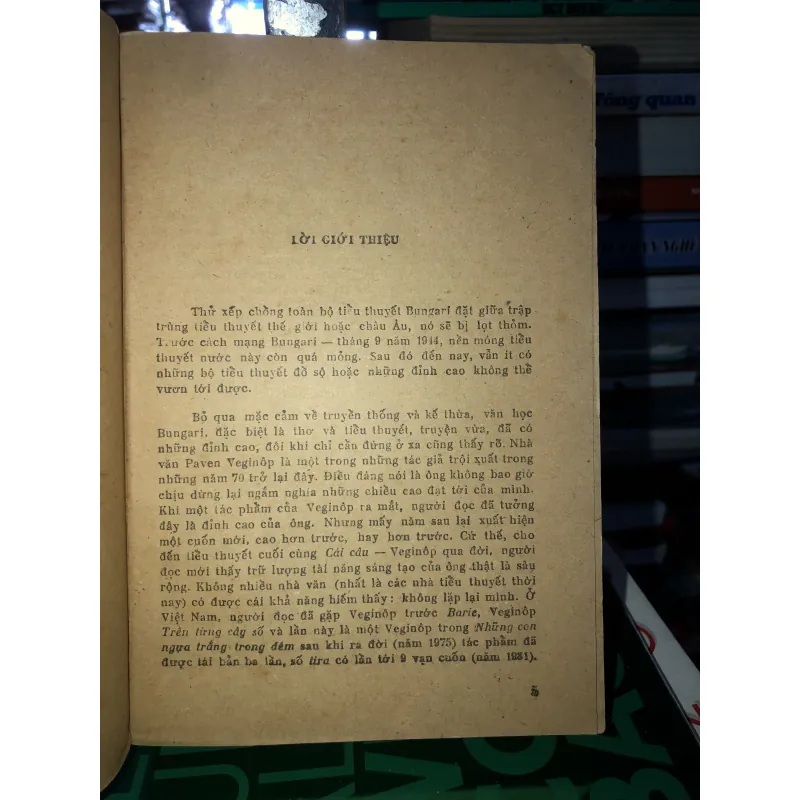 LỜI GIỚI THIỆU
Thử xếp chồng toàn bộ tiểu thuyết Bungari đặt giữa trập
trùng tiểu thuyết thế giới hoặc châu Âu, nó sẽ bị lọt thỏm.
Trước cách mạng Bungari — tháng 9 năm 1944, nền móng tiểu
thuyết nước này còn quá mỏng. Sau đó đến nay, vẫn ít có
những bộ tiểu thuyết đồ sộ hoặc những đỉnh cao không thể
vươn tới được.
Bỏ qua mặc cảm về truyền thống và kế thừa, văn học
Bungari, đặc biệt là thơ và tiểu thuyết, truyện vừa, đã có
những đỉnh cao, đôi khi chỉ cần đứng ở xa cũng thấy rõ. Nhà
văn Paven Veginôp là một trong những tác giả trội xuất trong
những năm 70 trở lại đây. Điều đáng nói là ông không bao giờ
chịu dừng lại ngắm nghía những chiều cao đạt tới của mình.
Khi một tác phẩm của Veginôp ra mắt, người đọc đã tưởng
đây là đỉnh cao của ông. Nhưng mấy năm sau lại xuất hiện
một cuốn mới, cao hơn trước, hay hơn trước. Cứ thế, cho
đến tiểu thuyết cuối cùng Cái cân — Veginôp qua đời, người
đọc mới thấy trữ lượng tài năng sáng tạo của ông thật là sâu
rộng. Không nhiều nhà văn (nhất là các nhà tiểu thuyết thời
nay) có được cái khả năng hiếm thấy: không lặp lại mình. Ở
Việt Nam, người đọc đã gặp Veginôp trước Barie, Veginôp
Trên từng cây số và lần này là một Veginôp trong Những con
ngựa trắng trong đêm sau khi ra đời (năm 1975) tác phẩm đã
được tái bản ba lần, số tira có lần tới 9 vạn cuốn (năm 1981).
5
Tổng quan